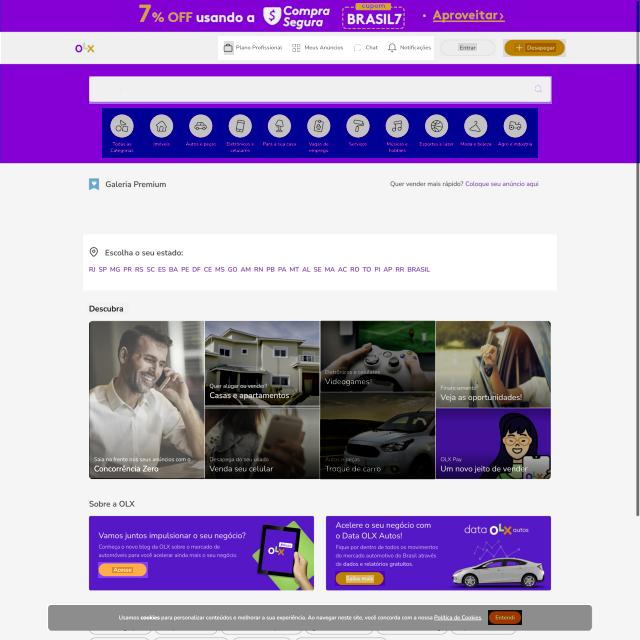 7% OFF usando a Compra Segura cupom BRASIL7 · Aproveitar>
OLX Plano Profissional Meus Anúncios Chat Notificações Entrar Desapegar
Todas as Categorias
Imóveis
Autos e peças
Eletrônicos e celulares
Para a sua casa
Vagas de emprego
Serviços
Músicas e hobbies
Esportes e lazer
Moda e beleza
Agro e indústria
Galeria Premium
Quer vender mais rápido? Coloque seu anúncio aqui
Escolha o seu estado:
RJ SP MG PR RS SC ES BA PE DF CE MS GO AM RN PB PA MT AL SE MA AC RO TO PI AP RR BRASIL
Descubra
Saia na frente nos seus anúncios com o
Concorrência Zero
Quer alugar ou vender?
Casas e apartamentos
Eletrônicos e celulares
Videogames!
Financiamento
Veja as oportunidades!
Desapega do seu usado
Venda seu celular
Autos e peças
Troque de carro
OLX Pay
Um novo jeito de vender
Sobre a OLX
Vamos juntos impulsionar o seu negócio?
Conheça o novo blog da OLX sobre o mercado de
automóveis para você acelerar ainda mais o seu negócio.
Acesse
OLX
Acelere o seu negócio com
o Data OLX Autos!
Fique por dentro de todos os movimentos
do mercado automotivo do Brasil através
de dados e relatórios gratuitos.
Saiba mais
data OLX autos
Usamos cookies para personalizar conteúdos e melhorar a sua experiência. Ao navegar neste site, você concorda com a nossa Política de Cookies. Entendi